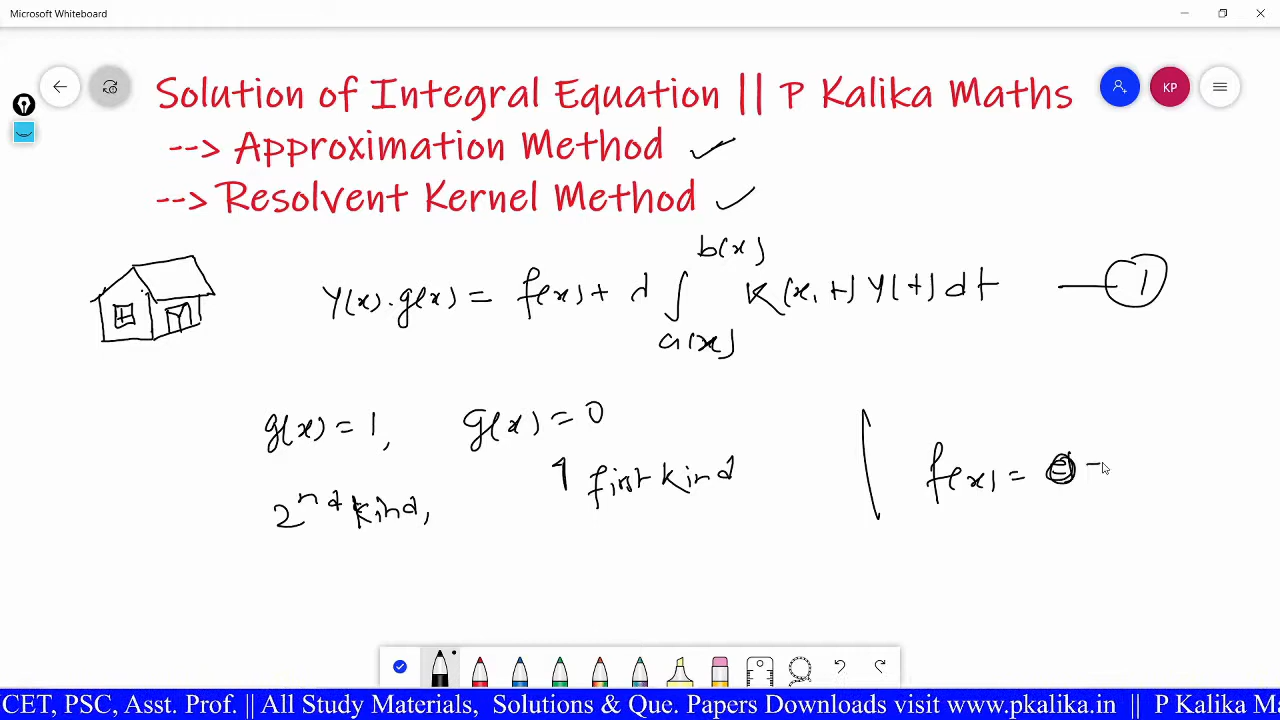 Microsoft Whiteboard
Solution of Integral Equation || P Kalika Maths
KP
--> Approximation Method ✓
--> Resolvent Kernel Method ✓
b(x)
Y(x).g(x) = f(x) + d ∫ K(x,t) Y(t) dt —— 1
a(x)
g(x) = 1, g(x) = 0
first kind
f(x) =
2nd kind,
CET, PSC, Asst. Prof. || All Study Materials, Solutions & Que. Papers Downloads visit www.pkalika.in || P Kalika Ma